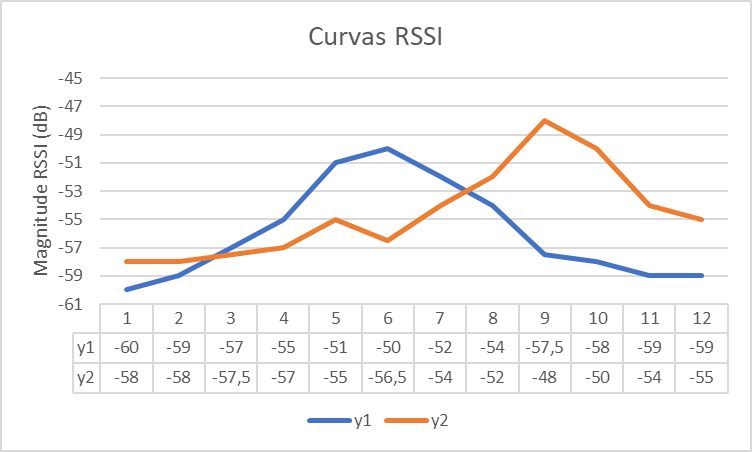 Curvas RSSI
Magnitude RSSI (dB)
-45
-47
-49
-51
-53
-55
-57
-59
-61
1 2 3 4 5 6 7 8 9 10 11 12
y1 -60 -59 -57 -55 -51 -50 -52 -54 -57,5 -58 -59 -59
y2 -58 -58 -57,5 -57 -55 -56,5 -54 -52 -48 -50 -54 -55
y1 y2